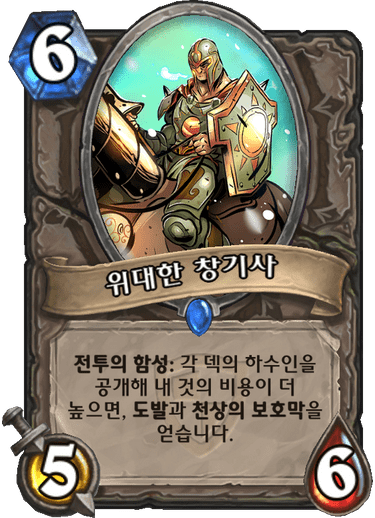 6
위대한 창기사
전투의 함성: 각 덱의 하수인을
공개해 내 것의 비용이 더
높으면, 도발과 천상의 보호막을
얻습니다.
5
6